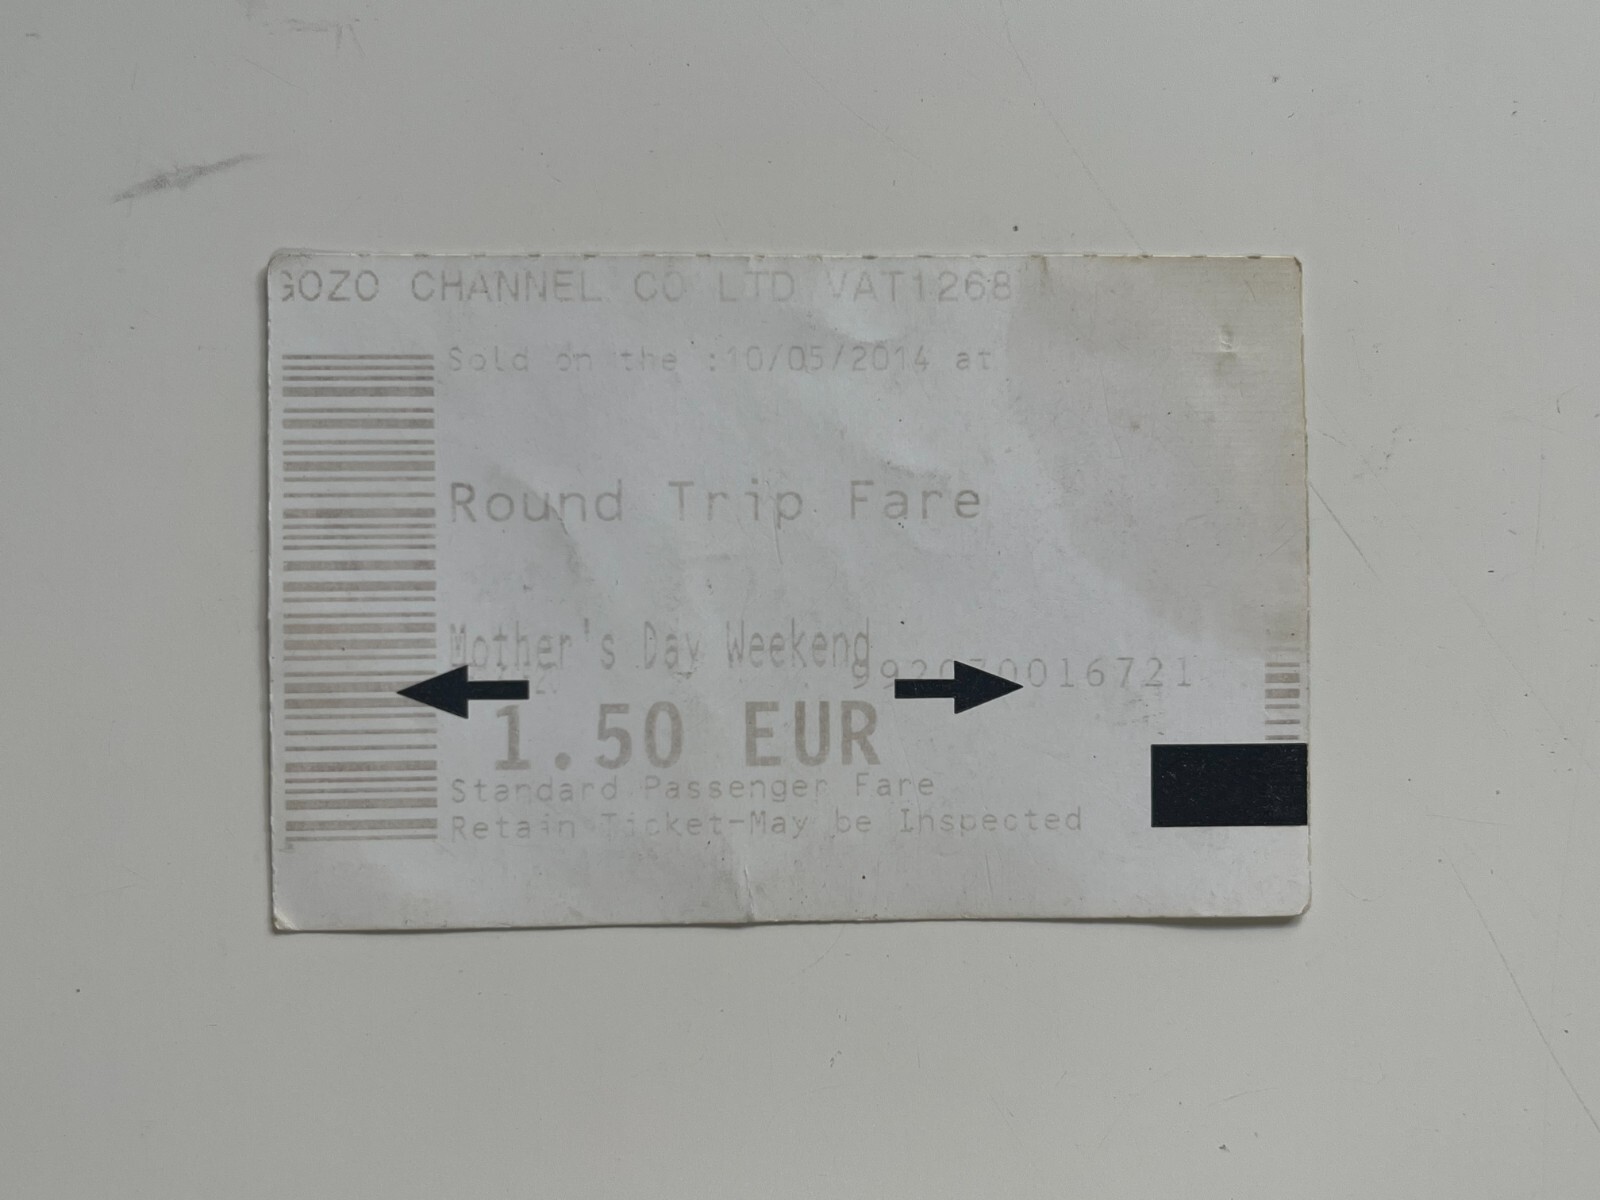 GOZO CHANNEL CO LTD VAT1268
Sold on the :10/05/2014 at
Round Trip Fare
Mother's Day Weekend
1.50 EUR
Standard Passenger Fare
Retain Ticket-May be Inspected